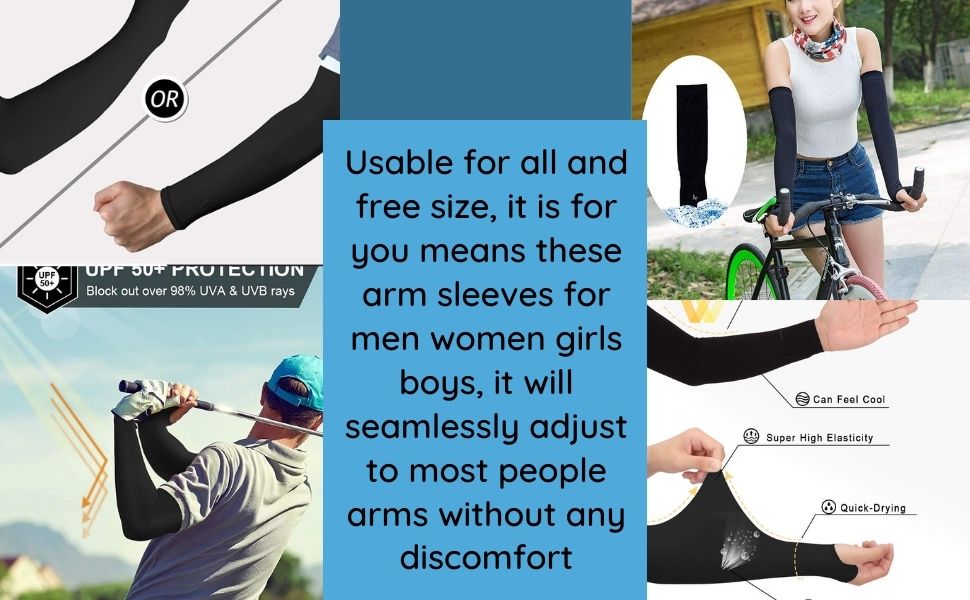 OR
UPF 50+ PROTECTION
Block out over 98% UVA & UVB rays
UPF
50+
Usable for all and
free size, it is for
you means these
arm sleeves for
men women girls
boys, it will
seamlessly adjust
to most people
arms without any
discomfort
Can Feel Cool
Super High Elasticity
Quick-Drying